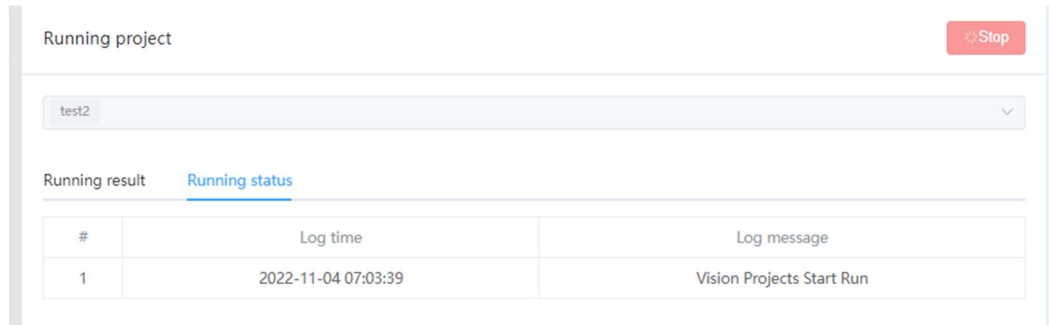 Running project
Stop
test2
Running result Running status
# Log time Log message
1 2022-11-04 07:03:39 Vision Projects Start Run